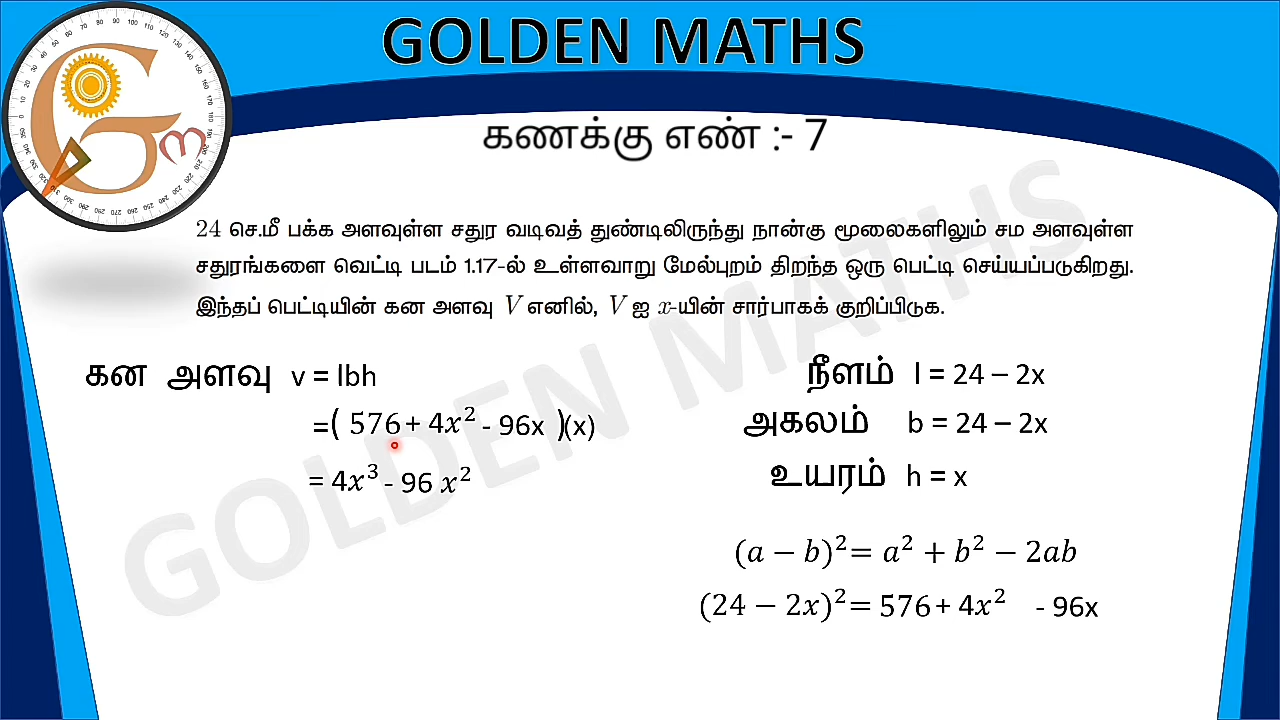 GOLDEN MATHS
கணக்கு எண் :- 7
24 செ.மீ பக்க அளவுள்ள சதுர வடிவத் துண்டிலிருந்து நான்கு மூலைகளிலும் சம அளவுள்ள
சதுரங்களை வெட்டி படம் 1.17-ல் உள்ளவாறு மேல்புறம் திறந்த ஒரு பெட்டி செய்யப்படுகிறது.
இந்தப் பெட்டியின் கன அளவு V எனில், V ஐ x-யின் சார்பாகக் குறிப்பிடுக.
கன அளவு v = lbh
=( 576+ 4x² - 96x )(x)
= 4x³ - 96 x²
நீளம் l = 24 – 2x
அகலம் b = 24 – 2x
உயரம் h = x
(a − b)²= a² + b² − 2ab
(24 − 2x)²= 576+ 4x² - 96x
GOLDEN MATHS